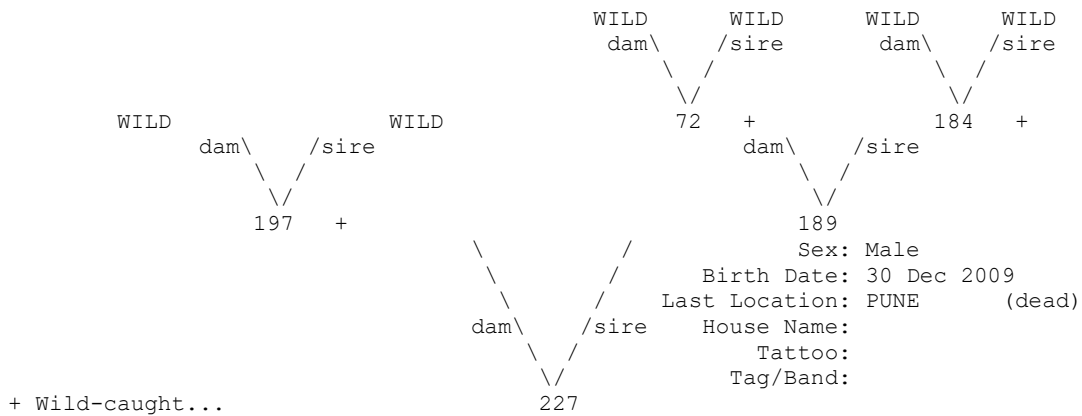 WILD WILD WILD WILD
dam\ /sire dam\ /sire
\ / \ /
\/ \/
WILD WILD 72 + 184 +
dam\ /sire dam\ /sire
\ / \ /
\/ \/
197 + 189
\ / Sex: Male
\ / Birth Date: 30 Dec 2009
\ / Last Location: PUNE (dead)
dam\ /sire House Name:
\ / Tattoo:
\/ Tag/Band:
+ Wild-caught... 227